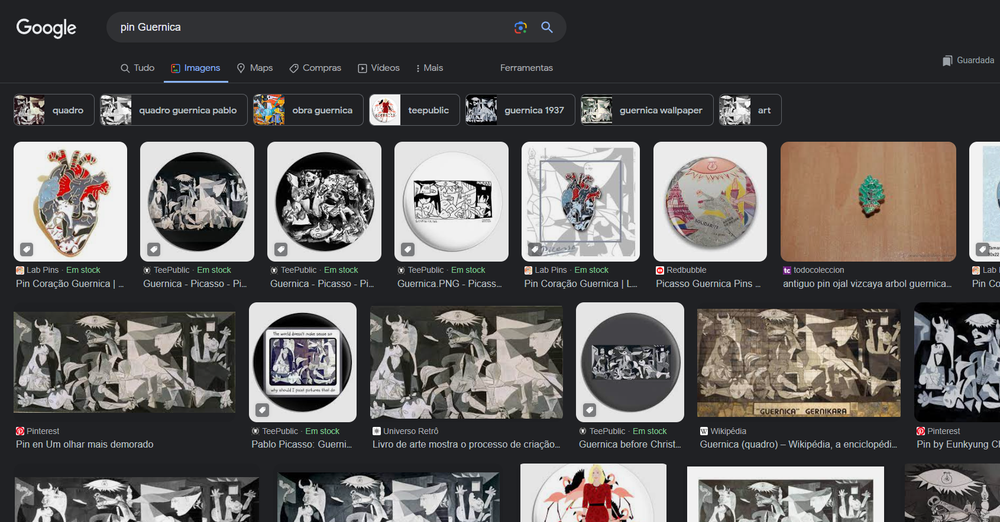 Google
pin Guernica
Tudo
Imagens
Maps
Compras
Vídeos
Mais
Ferramentas
Guardada
quadro
quadro guernica pablo
obra guernica
GUERNICA
teepublic
guernica 1937
guernica wallpaper
art
Picasso
SOLIDARITE
Lab Pins · Em stock
Pin Coração Guernica | ...
TeePublic · Em stock
Guernica - Picasso - Pi...
TeePublic · Em stock
Guernica - Picasso - Pi...
TeePublic · Em stock
Guernica.PNG - Picass...
Lab Pins · Em stock
Pin Coração Guernica | L...
Redbubble
Picasso Guernica Pins ...
tc todocoleccion
antiguo pin ojal vizcaya arbol guernica...
Lab
Pin Co
The world doesn't make sense so
why should I paint pictures that do
"GUERNICA" GERNIKARA
Pinterest
Pin en Um olhar mais demorado
TeePublic · Em stock
Pablo Picasso: Guerni...
Universo Retrô
Livro de arte mostra o processo de criação...
TeePublic · Em stock
Guernica before Christ...
W Wikipédia
Guernica (quadro) – Wikipédia, a enciclopédi...
Pinterest
Pin by Eunkyung C